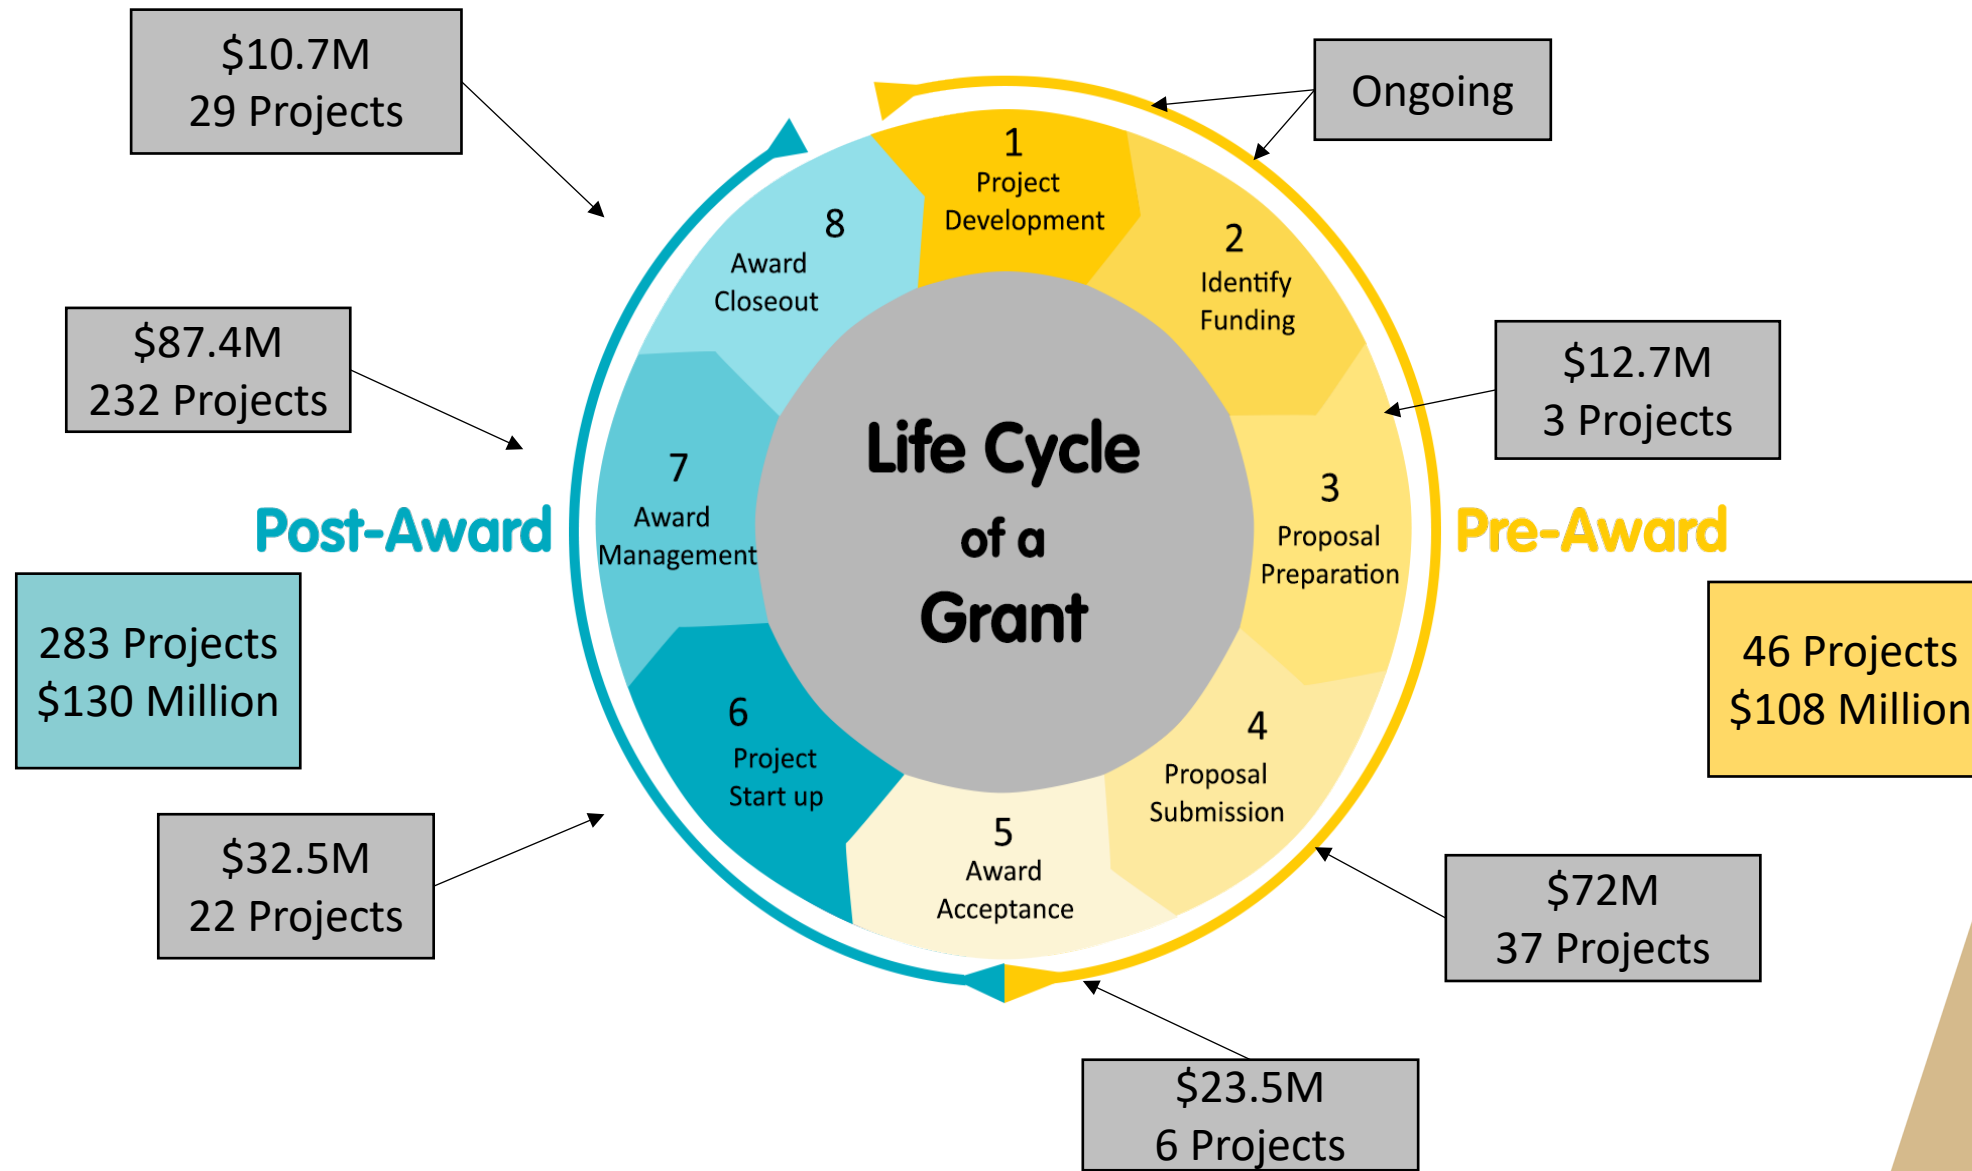 $10.7M
29 Projects
Ongoing
1
Project
Development
8
Award
Closeout
2
Identify
Funding
$87.4M
232 Projects
$12.7M
3 Projects
Life Cycle
of a
Grant
7
Award
Management
3
Proposal
Preparation
Post-Award
Pre-Award
283 Projects
$130 Million
46 Projects
$108 Million
6
Project
Start up
4
Proposal
Submission
5
Award
Acceptance
$32.5M
22 Projects
$72M
37 Projects
$23.5M
6 Projects